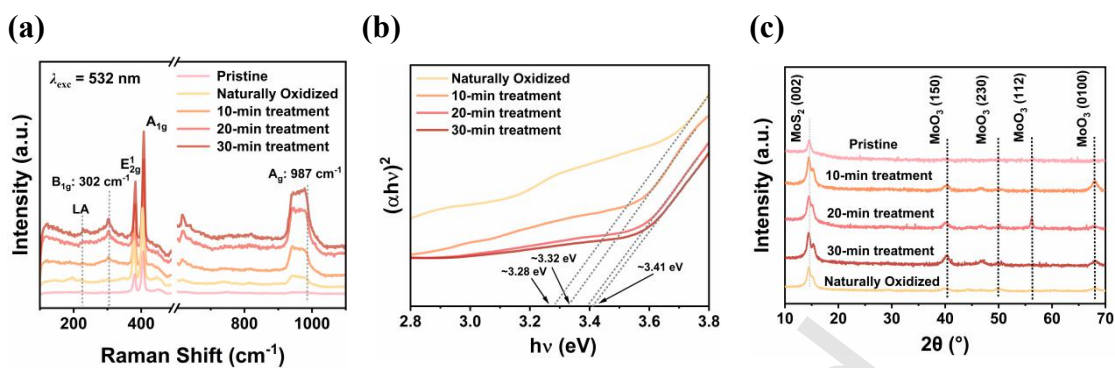 (a)
λexc = 532 nm
Pristine
Naturally Oxidized
10-min treatment
20-min treatment
30-min treatment
A1g
E¹2g
B1g: 302 cm⁻¹
LA
Ag: 987 cm⁻¹
Intensity (a.u.)
200
400
800
1000
Raman Shift (cm⁻¹)
(b)
Naturally Oxidized
10-min treatment
20-min treatment
30-min treatment
(αhν)²
~3.28 eV
~3.32 eV
~3.41 eV
2.8
3.0
3.2
3.4
3.6
3.8
hν (eV)
(c)
MoS₂ (002)
MoO₃ (150)
MoO₃ (230)
MoO₃ (112)
MoO₃ (0100)
Pristine
10-min treatment
20-min treatment
30-min treatment
Naturally Oxidized
Intensity (a.u.)
10
20
30
40
50
60
70
2θ (°)